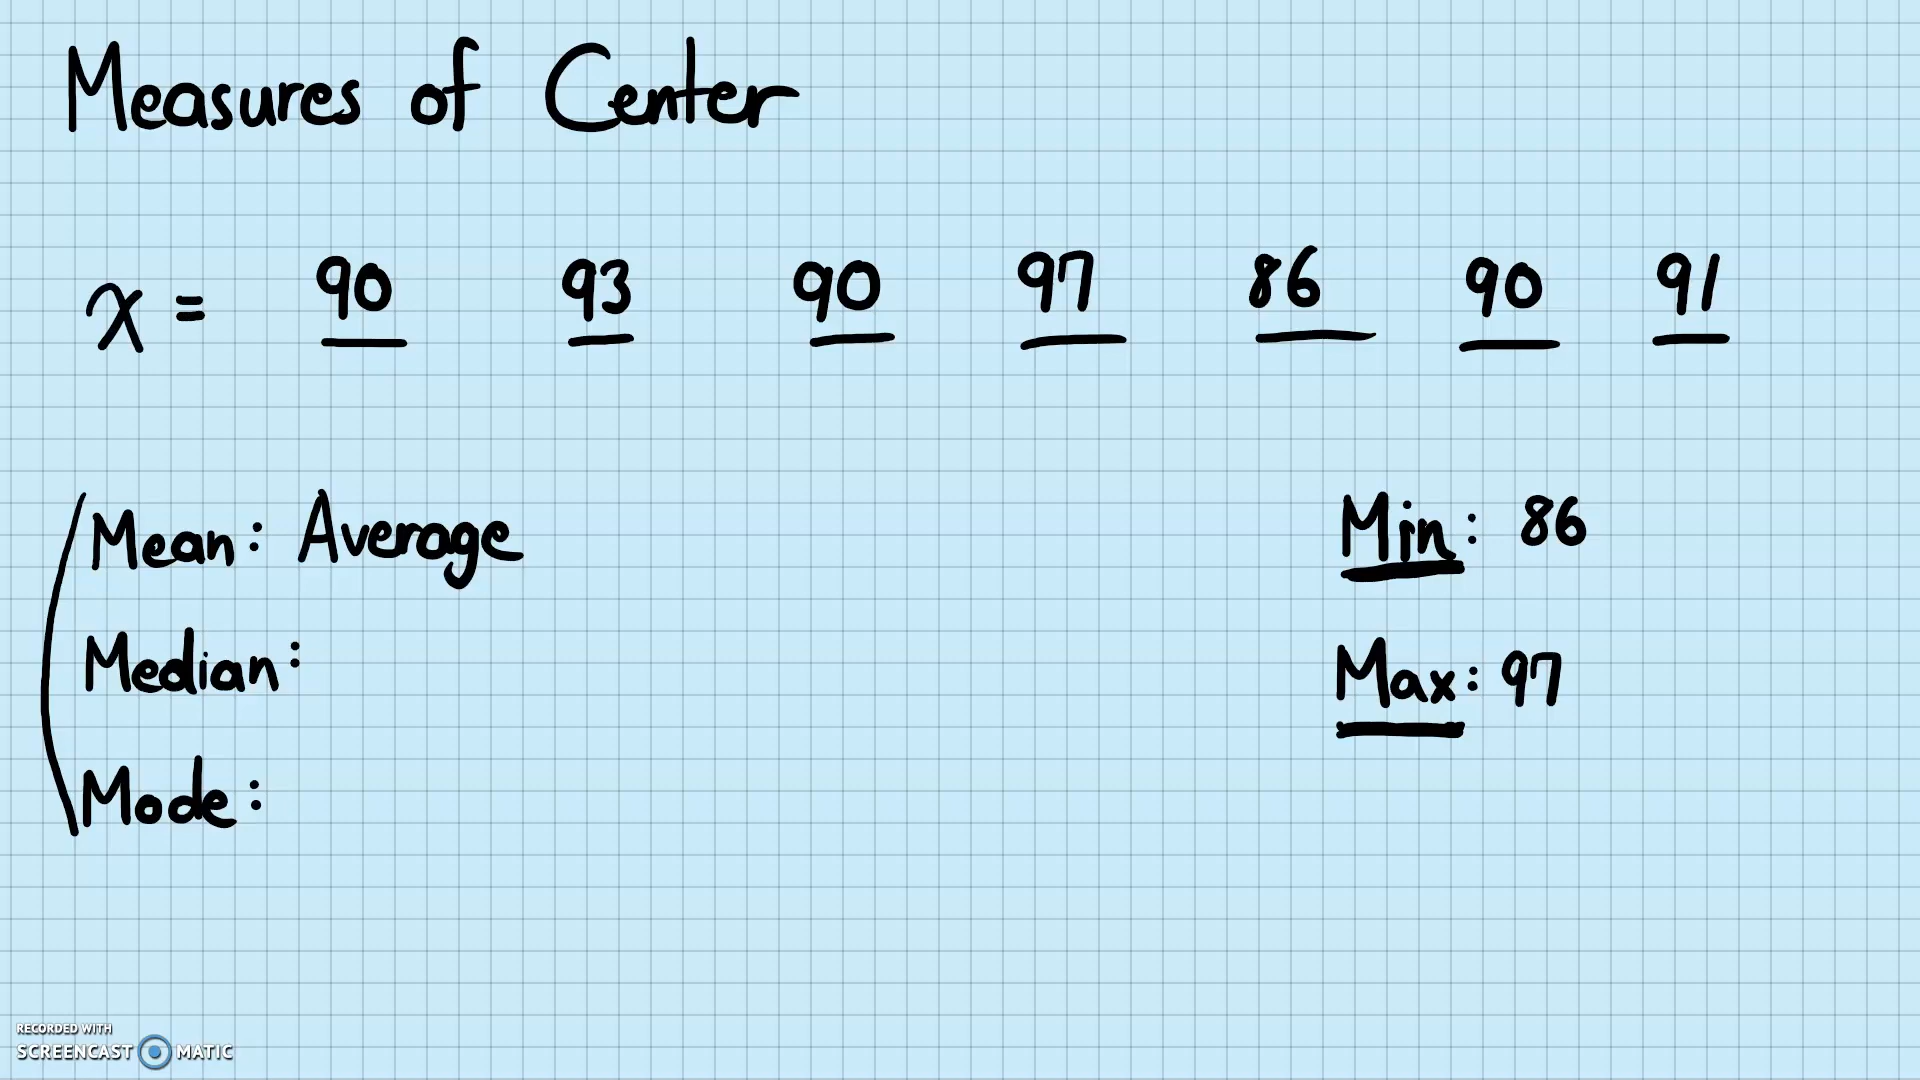 Measures of Center
x = 90 93 90 97 86 90 91
Mean: Average
Median:
Mode:
Min: 86
Max: 97
RECORDED WITH
SCREENCAST MATIC